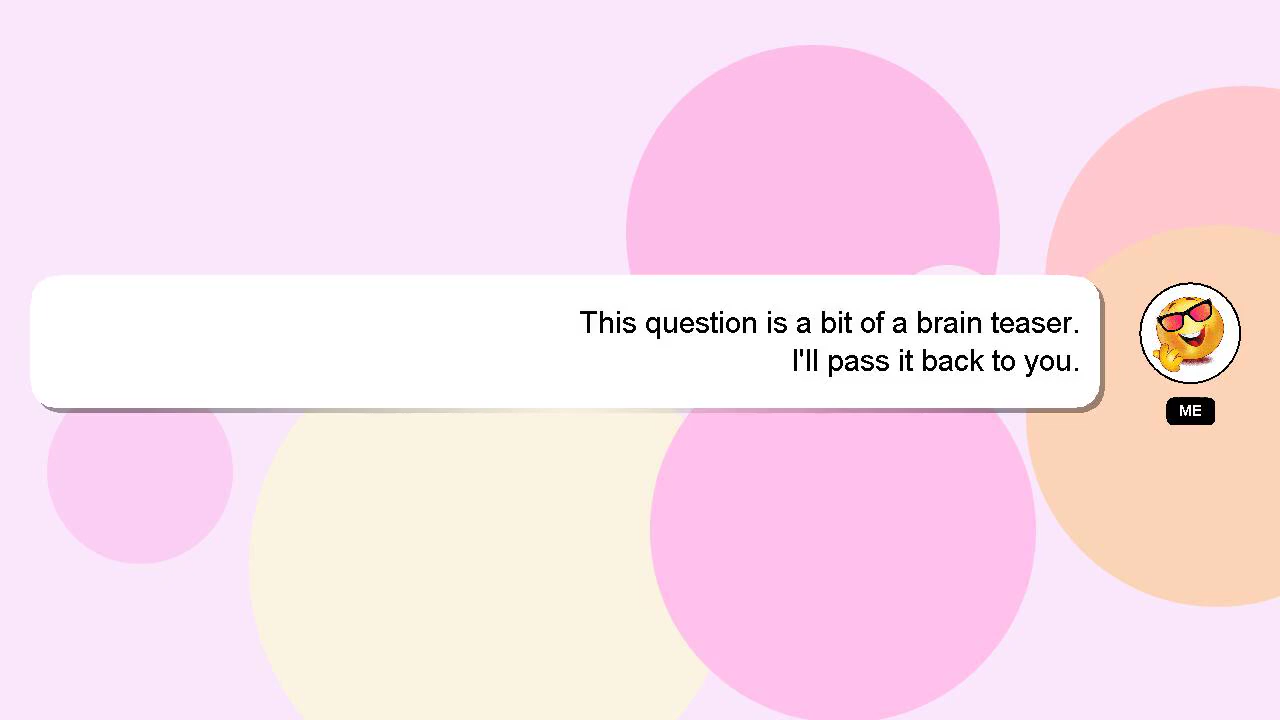 This question is a bit of a brain teaser.
I'll pass it back to you.
ME